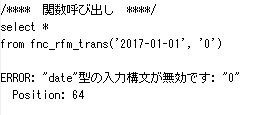 /****　関数呼び出し　****/
select *
from fnc_rfm_trans('2017-01-01', '0')
ERROR: "date"型の入力構文が無効です: "0"
  Position: 64